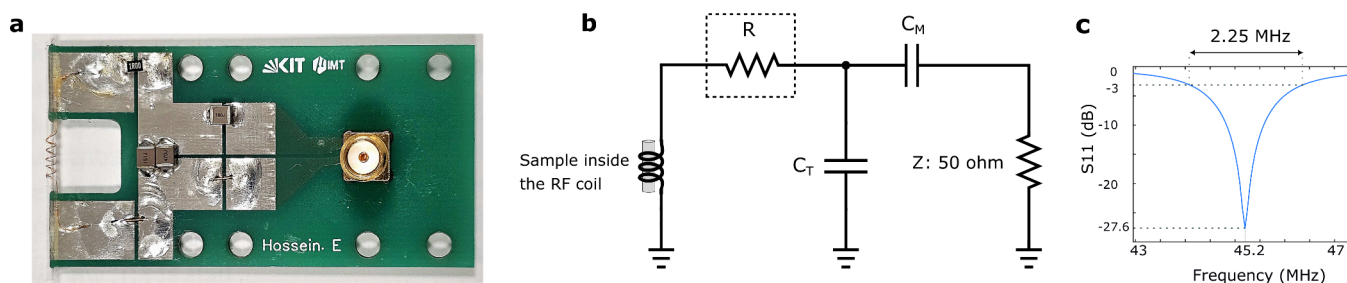 a
1R00
KIT IMT
Hossein. E
b
R
C_M
Sample inside
the RF coil
C_T
Z: 50 ohm
c
2.25 MHz
0
-3
-10
-20
-27.6
S11 (dB)
43
45.2
47
Frequency (MHz)